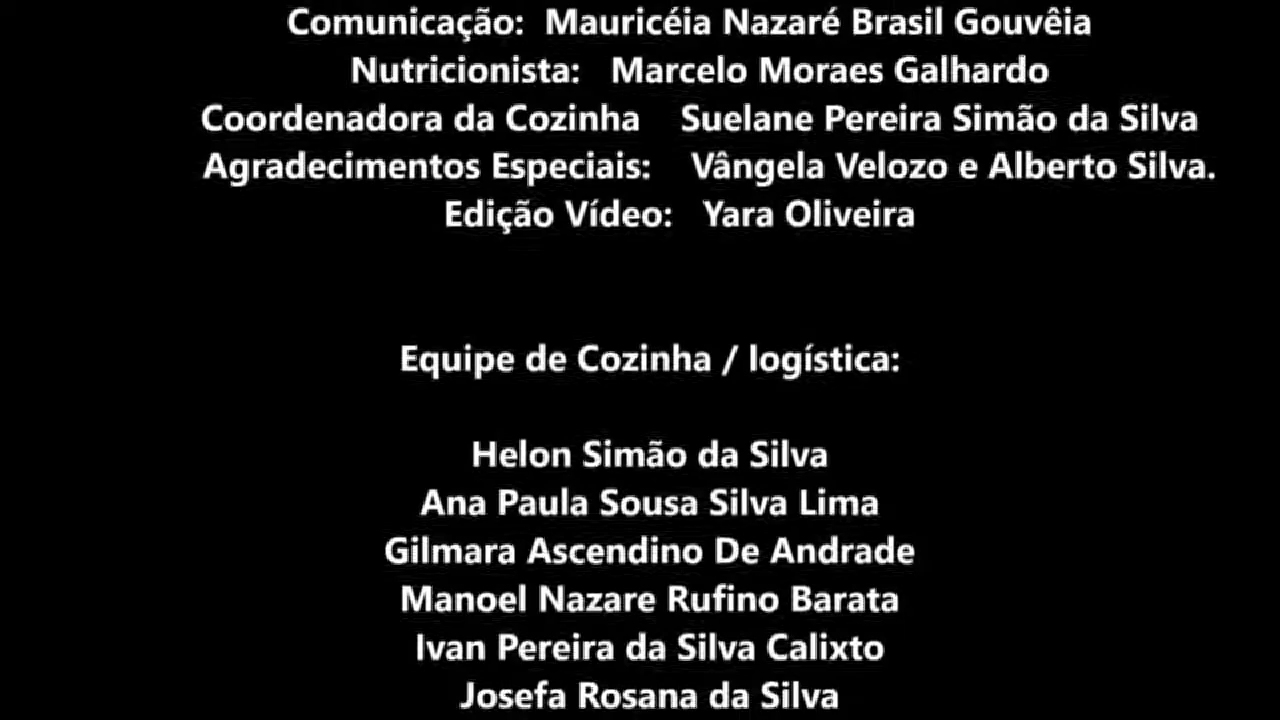 Comunicação: Mauricéia Nazaré Brasil Gouvêia
Nutricionista: Marcelo Moraes Galhardo
Coordenadora da Cozinha Suelane Pereira Simão da Silva
Agradecimentos Especiais: Vângela Velozo e Alberto Silva.
Edição Vídeo: Yara Oliveira
Equipe de Cozinha / logística:
Helon Simão da Silva
Ana Paula Sousa Silva Lima
Gilmara Ascendino De Andrade
Manoel Nazare Rufino Barata
Ivan Pereira da Silva Calixto
Josefa Rosana da Silva